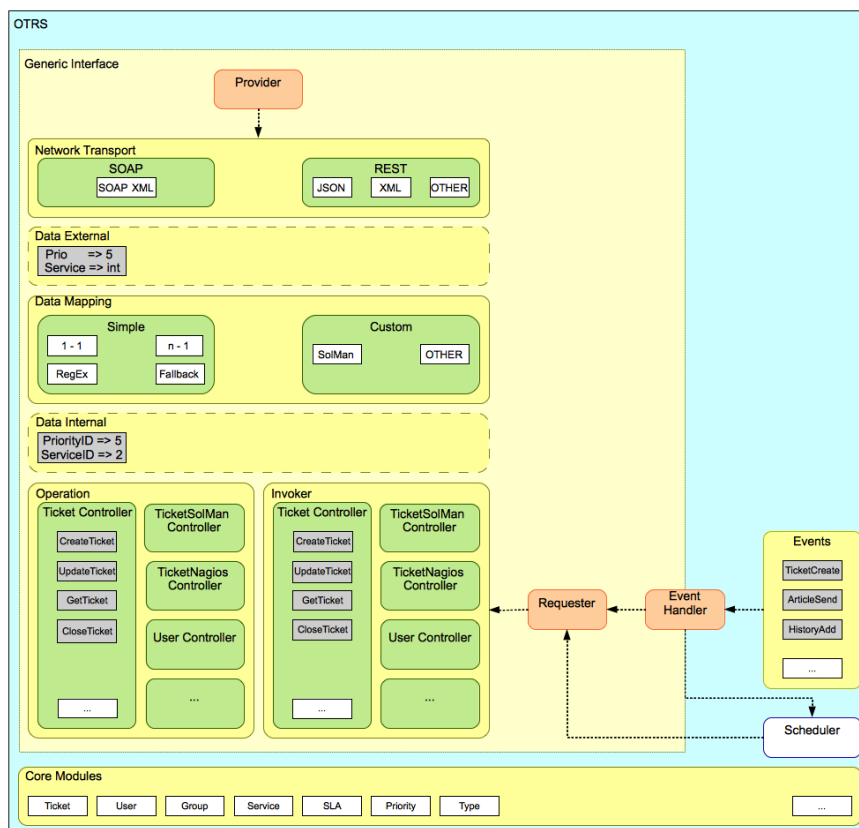 OTRS
Generic Interface
Provider
Network Transport
SOAP
SOAP XML
REST
JSON
XML
OTHER
Data External
Prio => 5
Service => int
Data Mapping
Simple
1 - 1
n - 1
RegEx
Fallback
Custom
SolMan
OTHER
Data Internal
PriorityID => 5
ServiceID => 2
Operation
Ticket Controller
CreateTicket
UpdateTicket
GetTicket
CloseTicket
...
TicketSolMan
Controller
TicketNagios
Controller
User Controller
...
Invoker
Ticket Controller
CreateTicket
UpdateTicket
GetTicket
CloseTicket
...
TicketSolMan
Controller
TicketNagios
Controller
User Controller
...
Requester
Event
Handler
Events
TicketCreate
ArticleSend
HistoryAdd
...
Scheduler
Core Modules
Ticket
User
Group
Service
SLA
Priority
Type
...